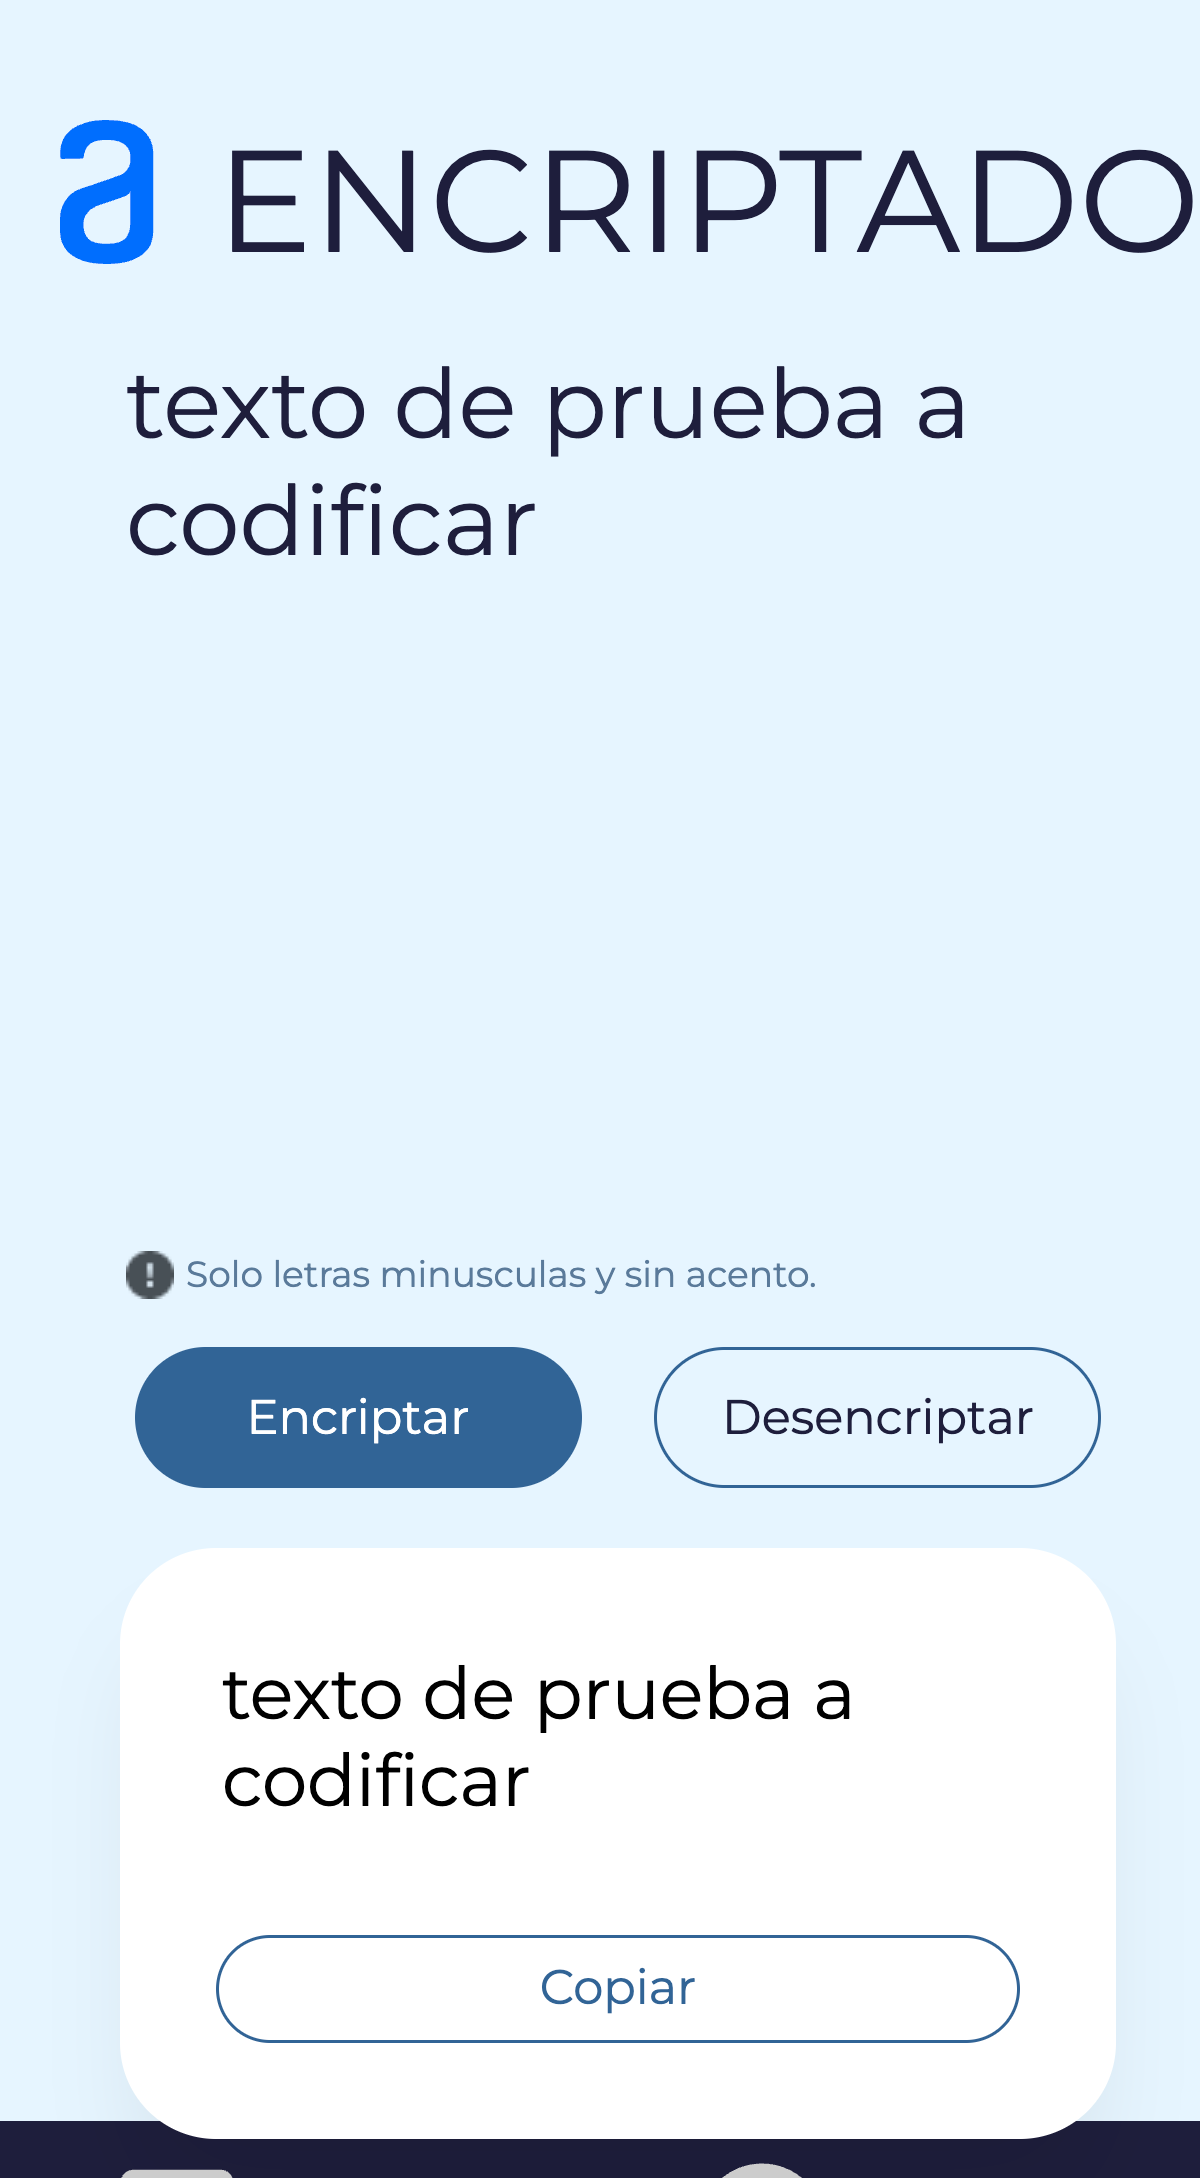 a ENCRIPTADO
texto de prueba a
codificar
Solo letras minusculas y sin acento.
Encriptar Desencriptar
texto de prueba a
codificar
Copiar